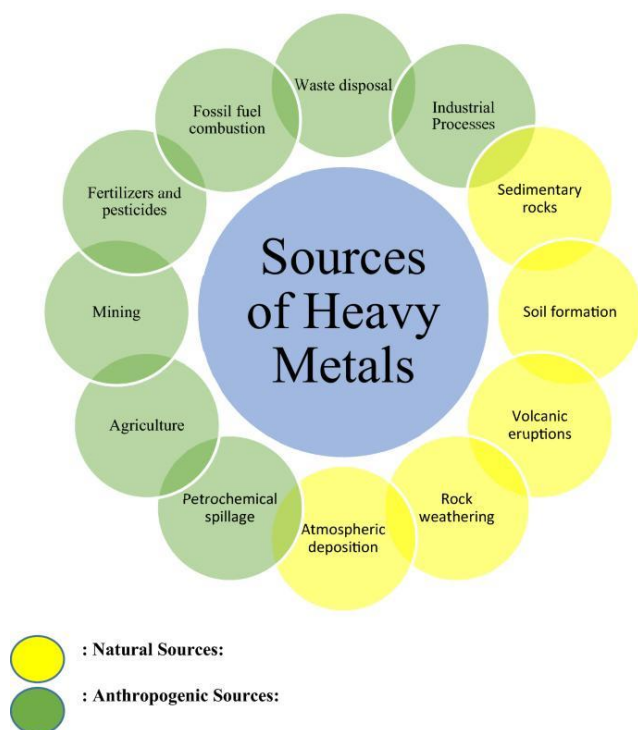 Waste disposal
Industrial
Processes
Sedimentary
rocks
Soil formation
Volcanic
eruptions
Rock
weathering
Atmospheric
deposition
Petrochemical
spillage
Agriculture
Mining
Fertilizers and
pesticides
Fossil fuel
combustion
Sources
of Heavy
Metals
: Natural Sources:
: Anthropogenic Sources: